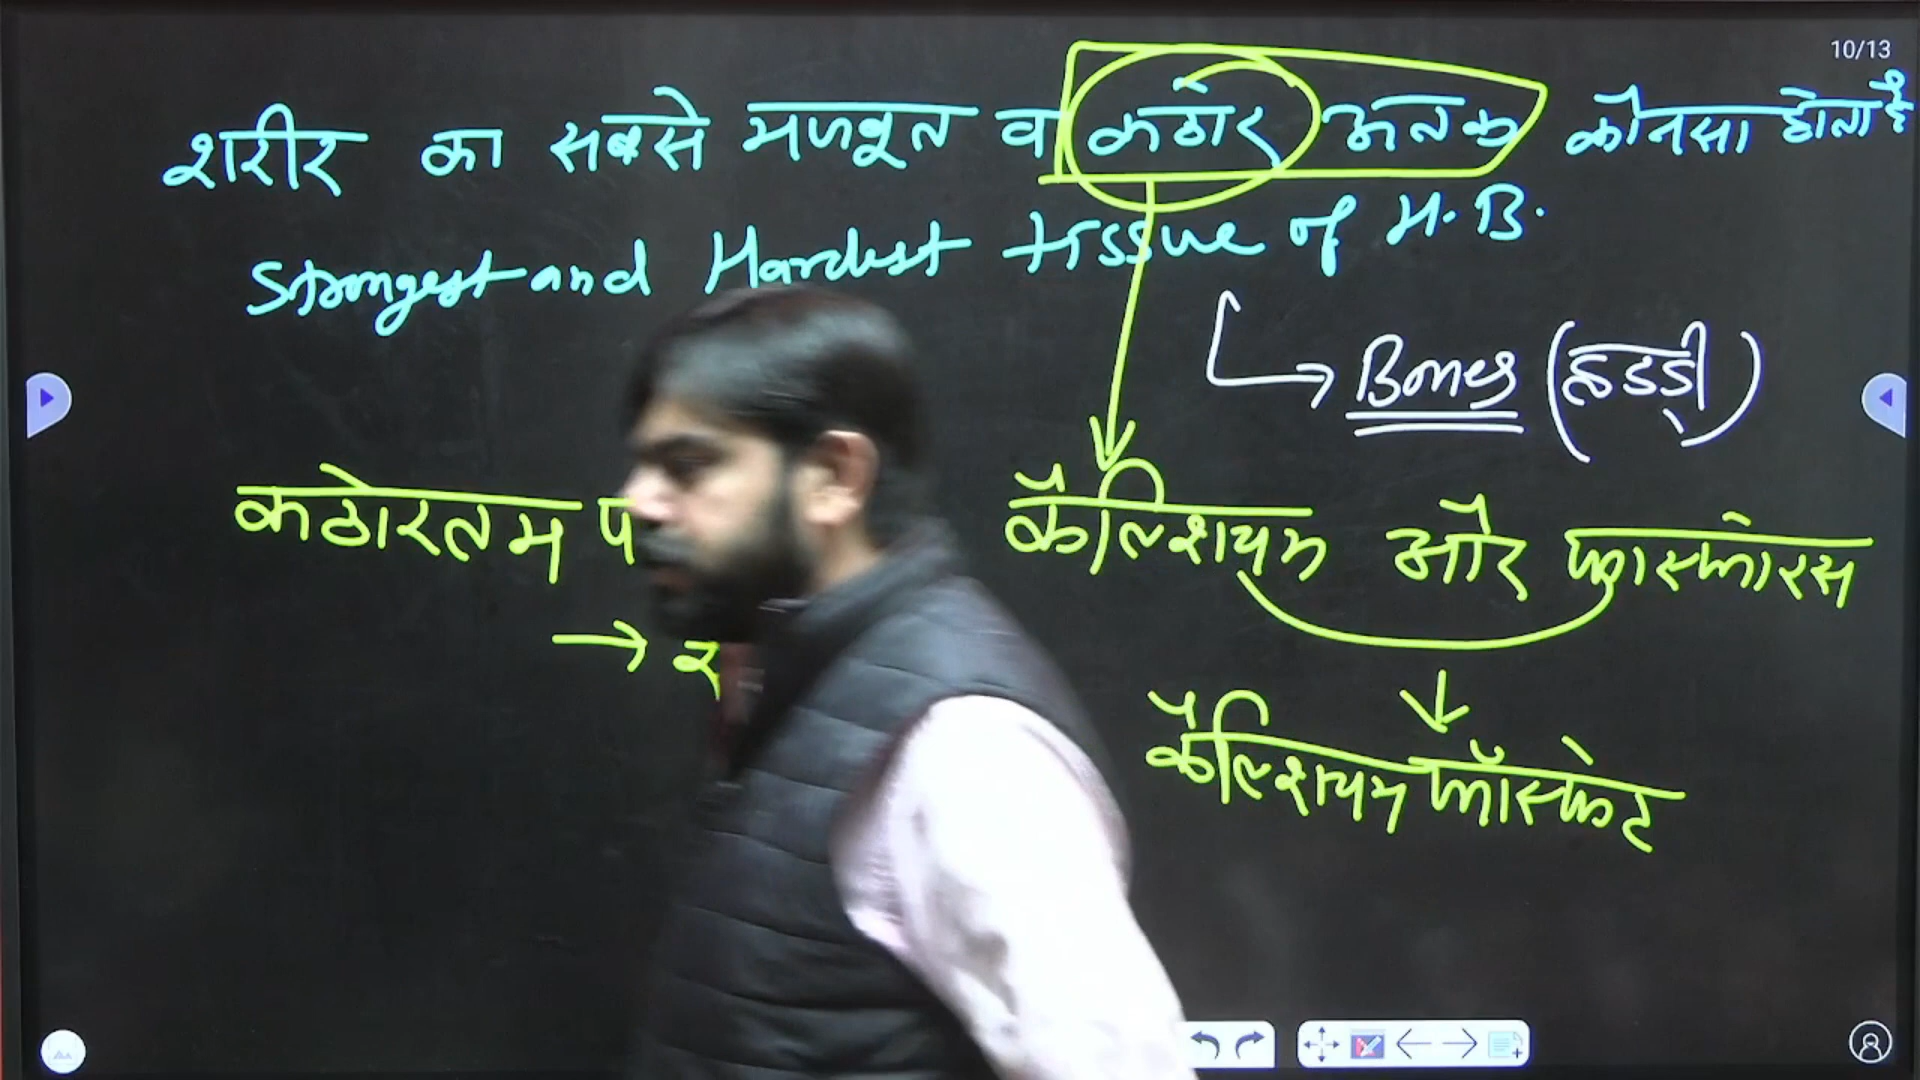 10/13
शरीर का सबसे मजबूत व कठोर ऊतक कौनसा होता है
Strongest and Hardest tissue of H.B.
Bones (हड्डी)
कठोरतम
कैल्शियम और फास्फोरस
→
कैल्शियम फॉस्फेट